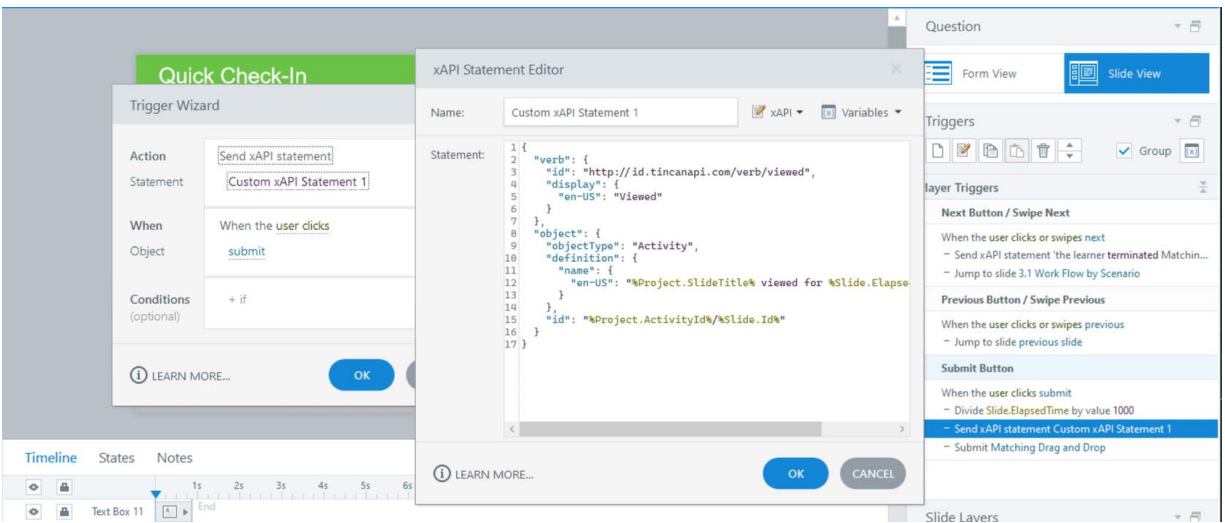 Quick Check-In
Trigger Wizard
Action
Send xAPI statement
Statement
Custom xAPI Statement 1
When
When the user clicks
Object
submit
Conditions
+ if
(optional)
LEARN MORE...
OK
xAPI Statement Editor
Name:
Custom xAPI Statement 1
xAPI
Variables
Statement:
1 {
2 "verb": {
3 "id": "http://id.tincanapi.com/verb/viewed",
4 "display": {
5 "en-US": "Viewed"
6 }
7 },
8 "object": {
9 "objectType": "Activity",
10 "definition": {
11 "name": {
12 "en-US": "%Project.SlideTitle% viewed for %Slide.Elapse
13 }
14 },
15 "id": "%Project.ActivityId%/%Slide.Id%"
16 }
17 }
LEARN MORE...
OK
CANCEL
Question
Form View
Slide View
Triggers
Group
layer Triggers
Next Button / Swipe Next
When the user clicks or swipes next
- Send xAPI statement 'the learner terminated Matchin...
- Jump to slide 3.1 Work Flow by Scenario
Previous Button / Swipe Previous
When the user clicks or swipes previous
- Jump to slide previous slide
Submit Button
When the user clicks submit
- Divide Slide.ElapsedTime by value 1000
- Send xAPI statement Custom xAPI Statement 1
- Submit Matching Drag and Drop
Slide Layers
Timeline
States
Notes
1s 2s 3s 4s 5s 6s
Text Box 11
A
End